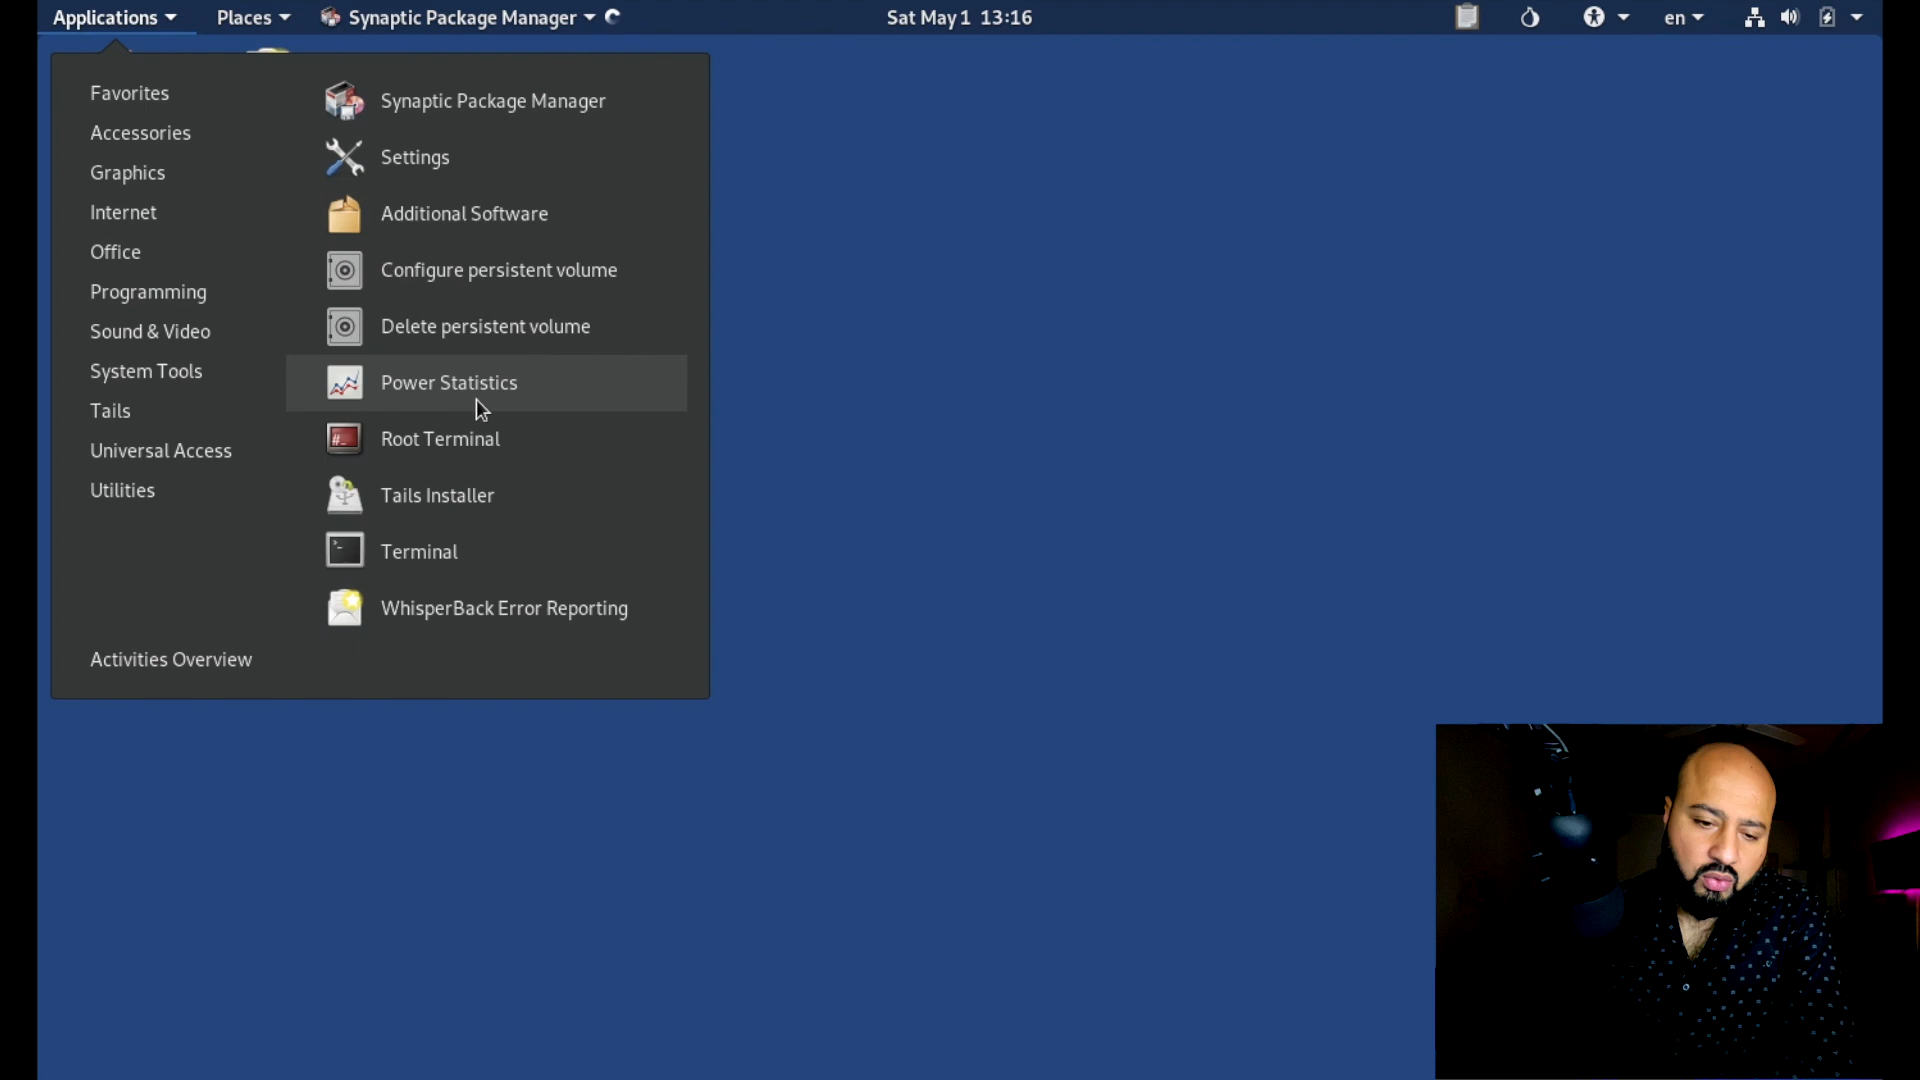 Applications Places Synaptic Package Manager Sat May 1 13:16 en
Favorites
Accessories
Graphics
Internet
Office
Programming
Sound & Video
System Tools
Tails
Universal Access
Utilities
Activities Overview
Synaptic Package Manager
Settings
Additional Software
Configure persistent volume
Delete persistent volume
Power Statistics
Root Terminal
Tails Installer
Terminal
WhisperBack Error Reporting